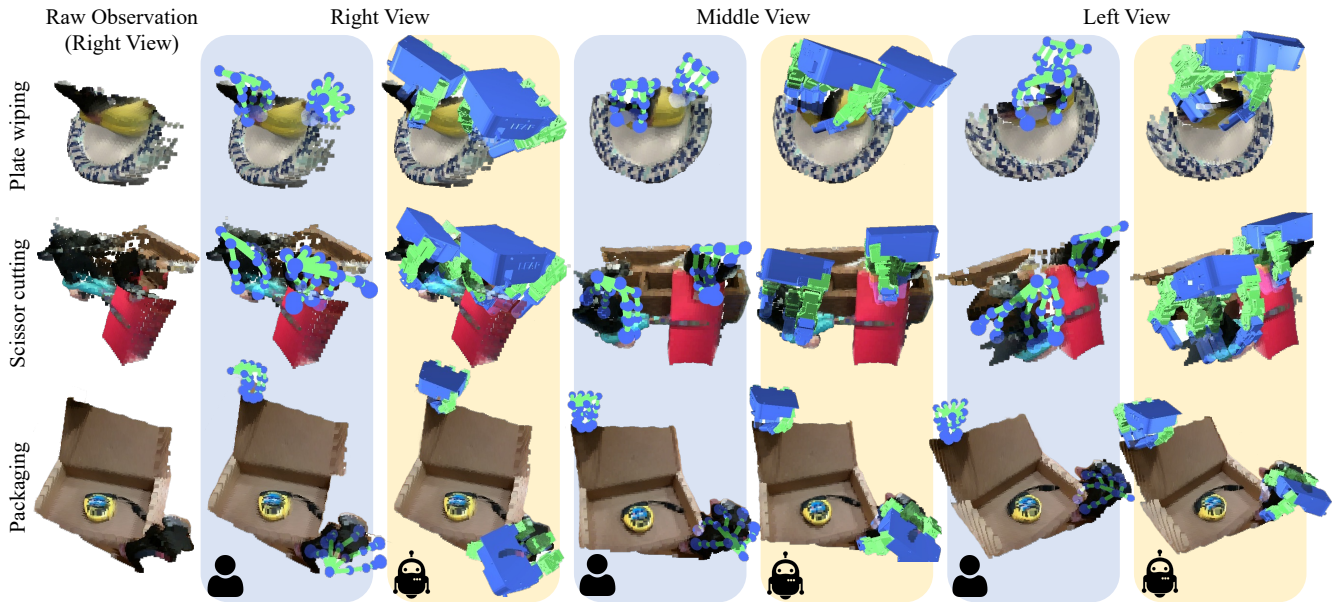 Raw Observation
(Right View)
Right View
Middle View
Left View
Plate wiping
Scissor cutting
Packaging